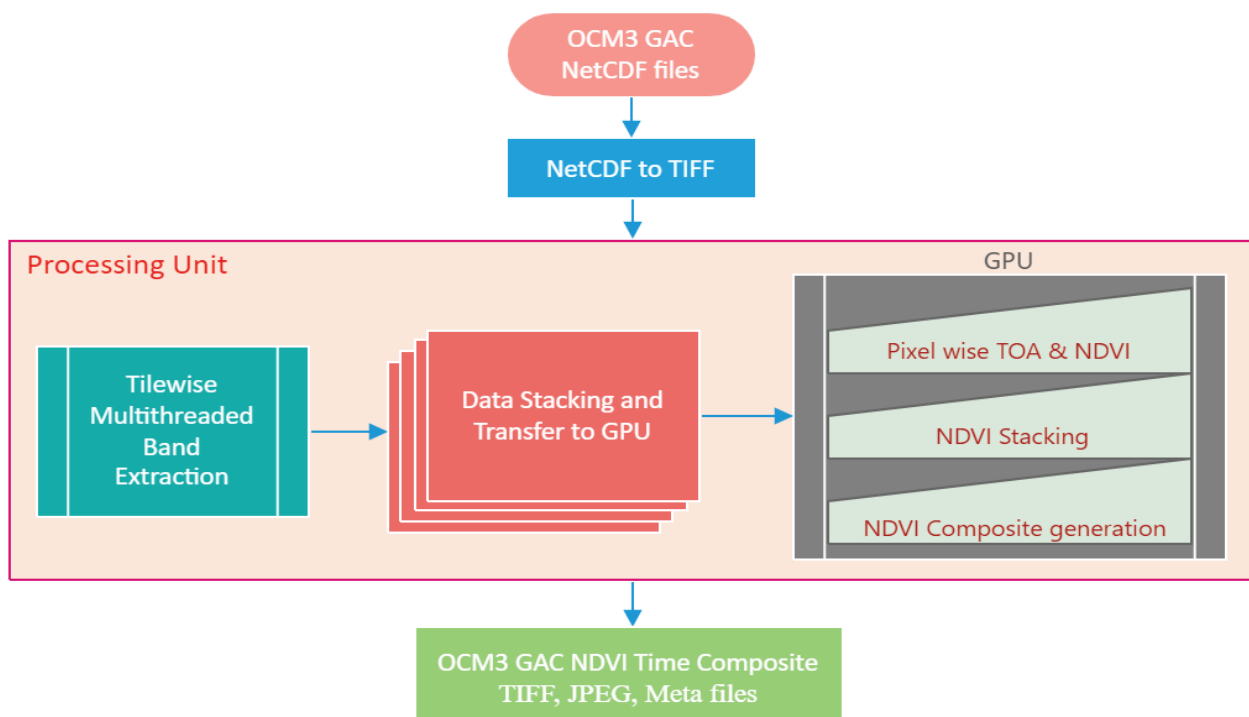 OCM3 GAC
NetCDF files
NetCDF to TIFF
Processing Unit
GPU
Tilewise
Multithreaded
Band
Extraction
Data Stacking and
Transfer to GPU
Pixel wise TOA & NDVI
NDVI Stacking
NDVI Composite generation
OCM3 GAC NDVI Time Composite
TIFF, JPEG, Meta files